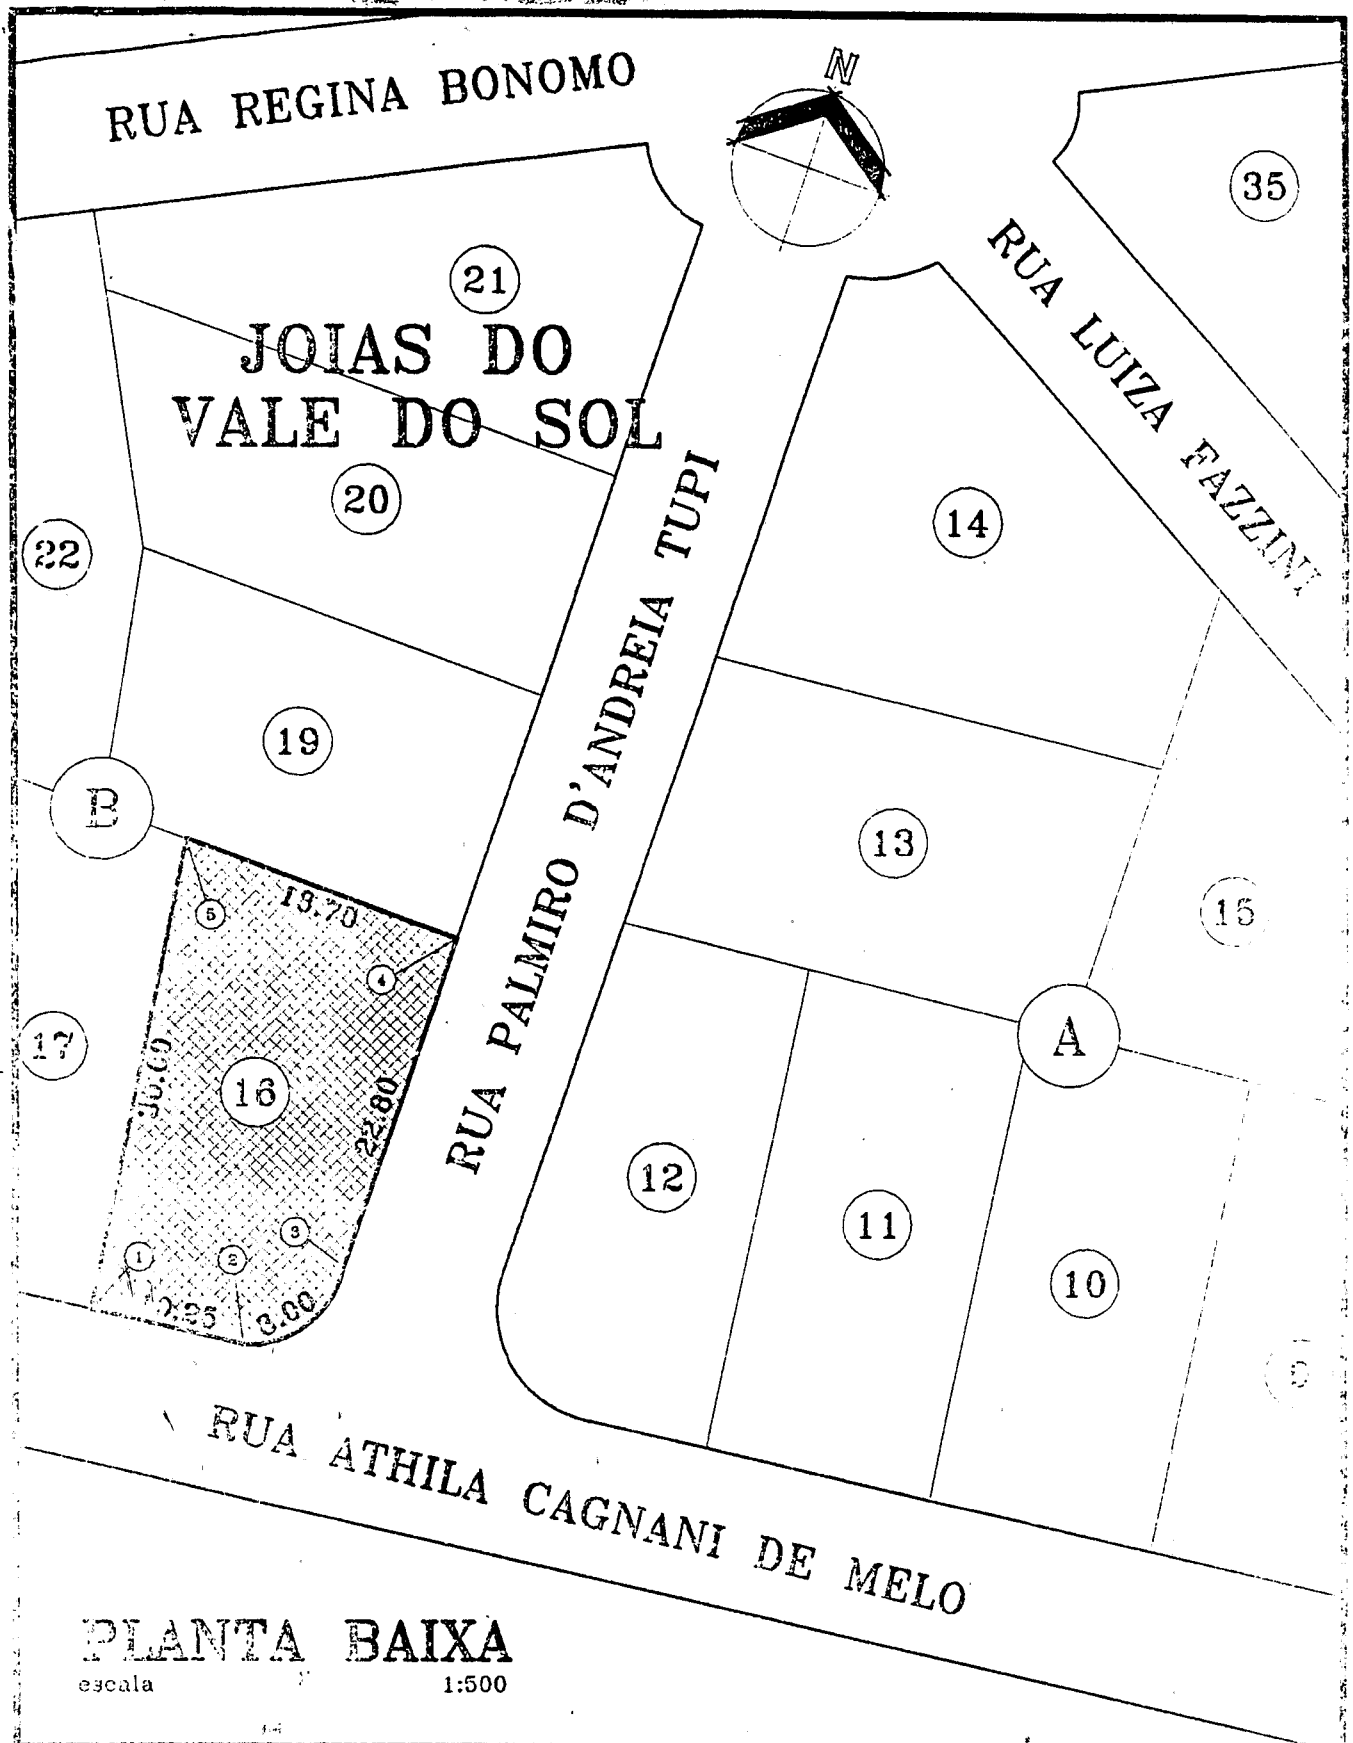 RUA REGINA BONOMO
N
35
RUA LUIZA FAZZINI
21
JOIAS DO
VALE DO SOL
20
22
14
RUA PALMIRO D'ANDREIA TUPI
19
B
13
5
18.70
15
4
17
A
16
22.80
12
11
3
1
2
10
8.00
RUA ATHILA CAGNANI DE MELO
PLANTA BAIXA
escala 1:500